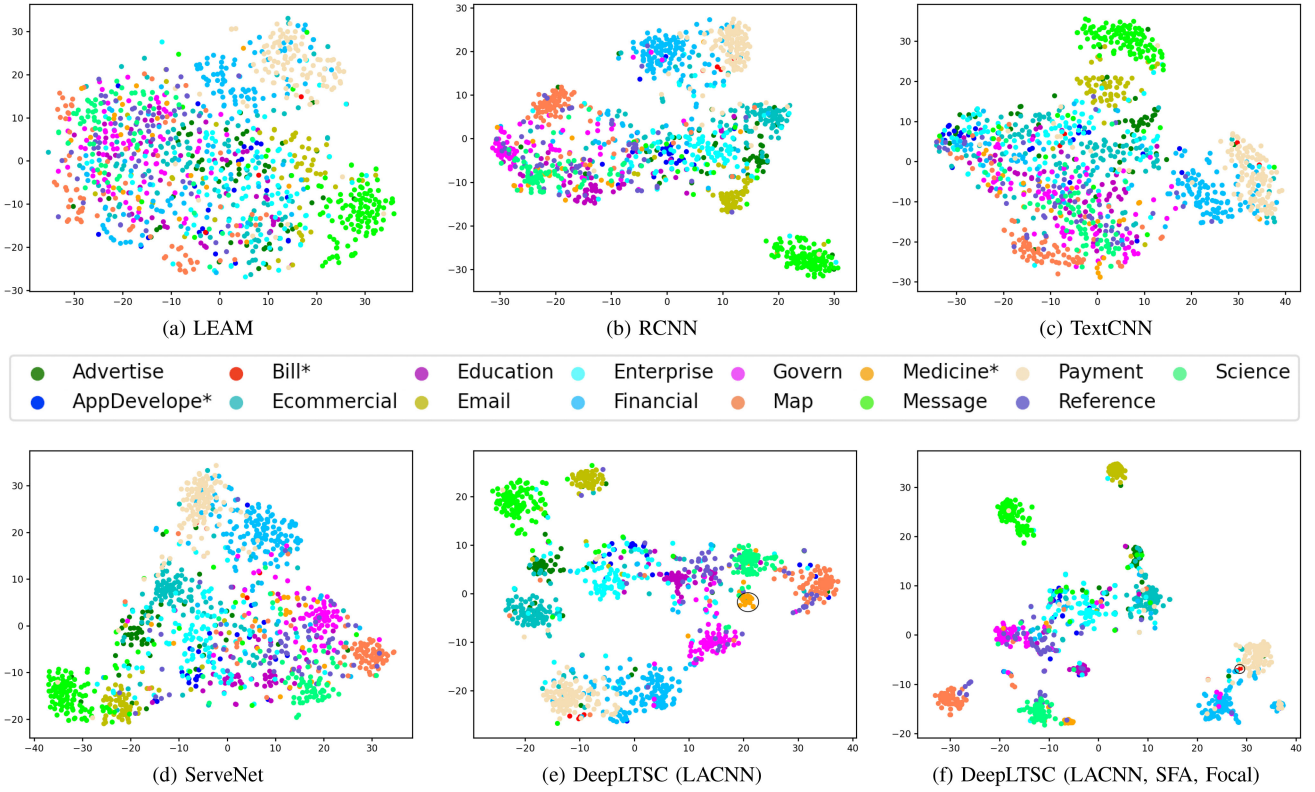 30
20
10
0
−10
−20
−30
−30 −20 −10 0 10 20 30
(a) LEAM
30
20
10
0
−10
−20
−30
−30 −20 −10 0 10 20 30
(b) RCNN
30
20
10
0
−10
−20
−30
−30 −20 −10 0 10 20 30 40
(c) TextCNN
Advertise Bill* Education Enterprise Govern Medicine* Payment Science
AppDevelope* Ecommercial Email Financial Map Message Reference
30
20
10
0
−10
−20
−40 −30 −20 −10 0 10 20 30
(d) ServeNet
20
10
0
−10
−20
−20 −10 0 10 20 30 40
(e) DeepLTSC (LACNN)
30
20
10
0
−10
−20
−30 −20 −10 0 10 20 30 40
(f) DeepLTSC (LACNN, SFA, Focal)